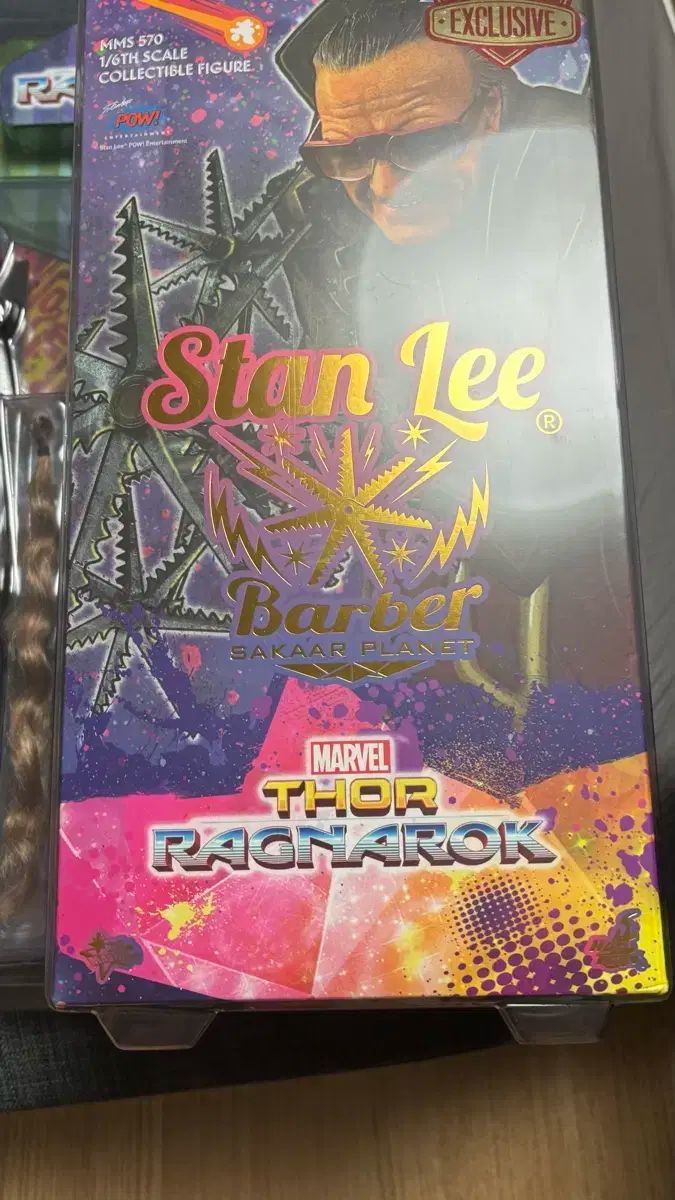 EXCLUSIVE
MMS 570
1/6TH SCALE
COLLECTIBLE FIGURE
POW!
ENTERTAINMENT
Stan Lee® POW! Entertainment
Stan Lee®
Barber
SAKAAR PLANET
MARVEL
THOR
RAGNAROK